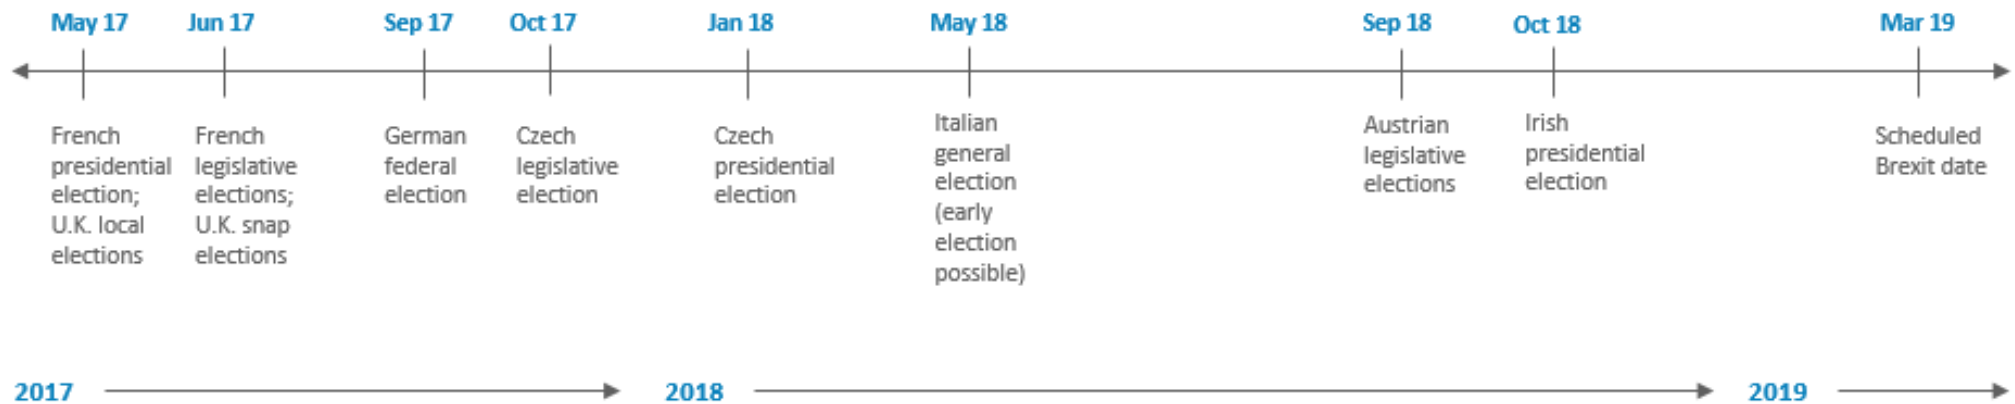 May 17
Jun 17
Sep 17
Oct 17
Jan 18
May 18
Sep 18
Oct 18
Mar 19
French
presidential
election;
U.K. local
elections
French
legislative
elections;
U.K. snap
elections
German
federal
election
Czech
legislative
election
Czech
presidential
election
Italian
general
election
(early
election
possible)
Austrian
legislative
elections
Irish
presidential
election
Scheduled
Brexit date
2017
2018
2019